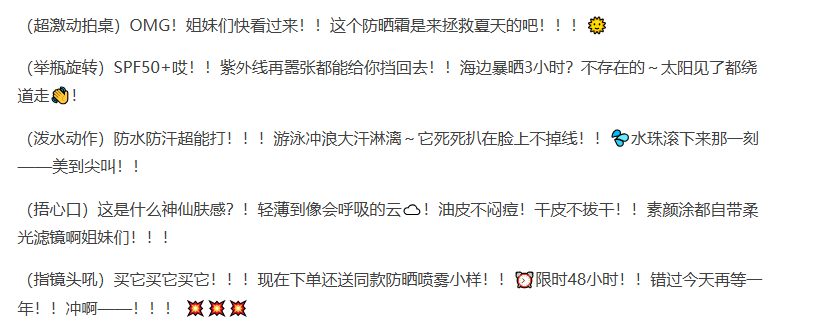 （超激动拍桌）OMG！姐妹们快看过来！！这个防晒霜是来拯救夏天的吧！！！🌞
（举瓶旋转）SPF50+哎！！紫外线再嚣张都能给你挡回去！！海边暴晒3小时？不存在的～太阳见了都绕
道走👏！
（泼水动作）防水防汗超能打！！！游泳冲浪大汗淋漓～它死死扒在脸上不掉线！！💦水珠滚下来那一刻
——美到尖叫！！
（捂心口）这是什么神仙肤感？！轻薄到像会呼吸的云☁！油皮不闷痘！干皮不拔干！！素颜涂都自带柔
光滤镜啊姐妹们！！！
（指镜头吼）买它买它买它！！！现在下单还送同款防晒喷雾小样！！⏰限时48小时！！错过今天再等一
年！！冲啊——！！！ 💥💥💥